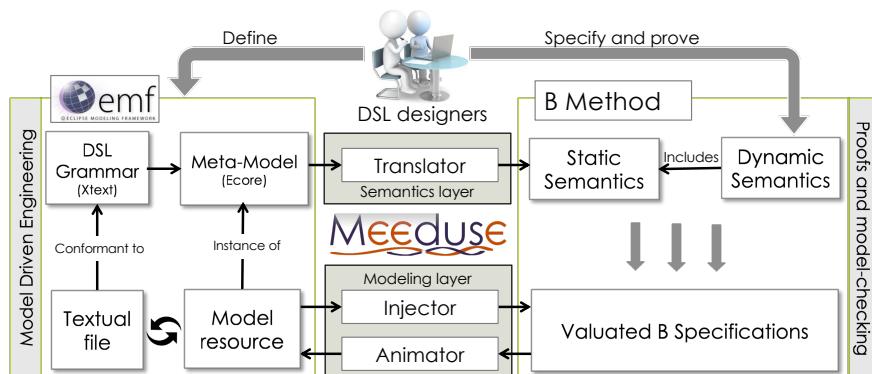 Define
Specify and prove
emf
ECLIPSE MODELING FRAMEWORK
DSL designers
B Method
Model Driven Engineering
DSL
Grammar
(Xtext)
Meta-Model
(Ecore)
Translator
Semantics layer
Static
Semantics
Includes
Dynamic
Semantics
Proofs and model-checking
Conformant to
Instance of
Meeduse
Modeling layer
Textual
file
Model
resource
Injector
Animator
Valuated B Specifications